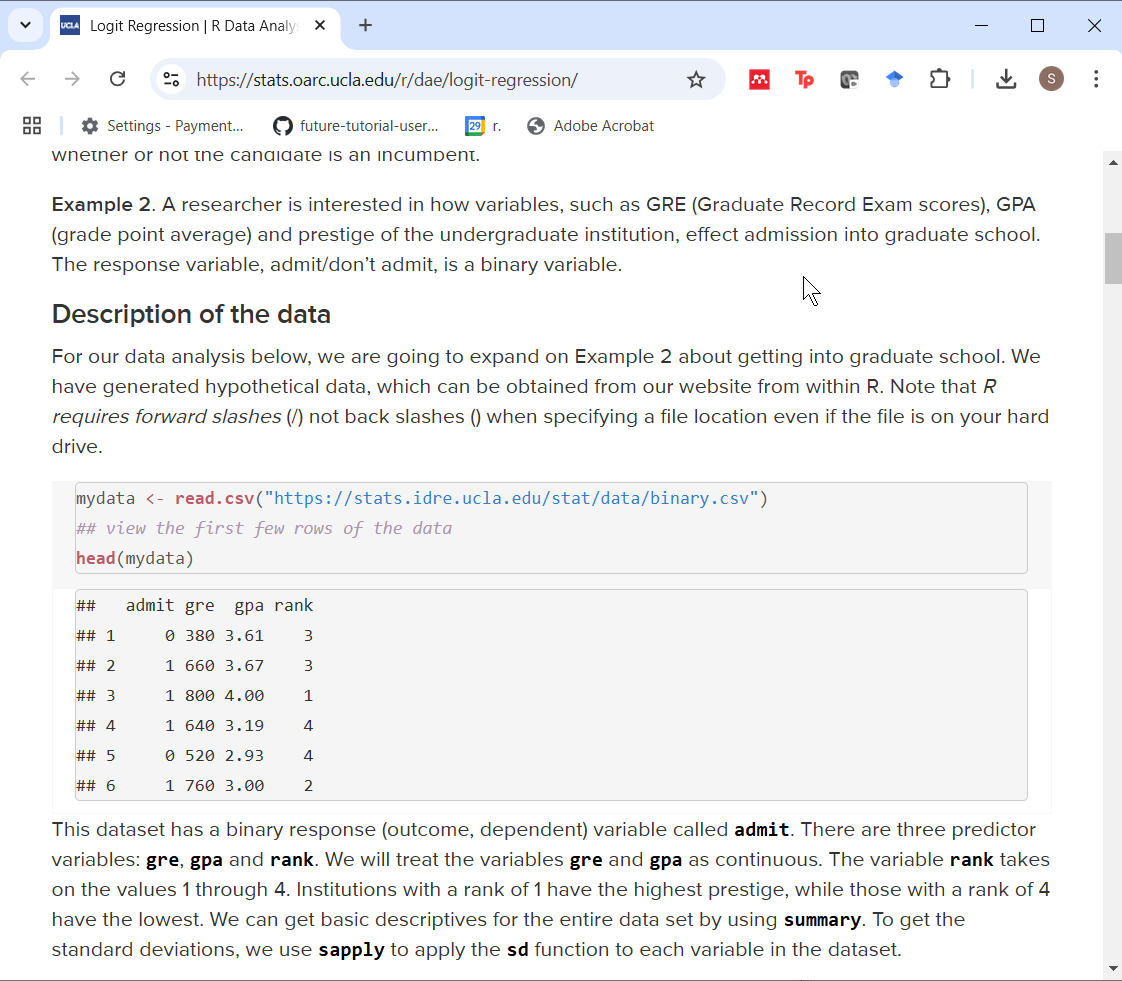 UCLA Logit Regression | R Data Analy
https://stats.oarc.ucla.edu/r/dae/logit-regression/
Tp
S
Settings - Payment...
future-tutorial-user...
29 r.
Adobe Acrobat
whether or not the candidate is an incumbent.
Example 2. A researcher is interested in how variables, such as GRE (Graduate Record Exam scores), GPA
(grade point average) and prestige of the undergraduate institution, effect admission into graduate school.
The response variable, admit/don’t admit, is a binary variable.
Description of the data
For our data analysis below, we are going to expand on Example 2 about getting into graduate school. We
have generated hypothetical data, which can be obtained from our website from within R. Note that R
requires forward slashes (/) not back slashes () when specifying a file location even if the file is on your hard
drive.
mydata <- read.csv("https://stats.idre.ucla.edu/stat/data/binary.csv")
## view the first few rows of the data
head(mydata)
##   admit gre  gpa rank
## 1     0 380 3.61    3
## 2     1 660 3.67    3
## 3     1 800 4.00    1
## 4     1 640 3.19    4
## 5     0 520 2.93    4
## 6     1 760 3.00    2
This dataset has a binary response (outcome, dependent) variable called admit. There are three predictor
variables: gre, gpa and rank. We will treat the variables gre and gpa as continuous. The variable rank takes
on the values 1 through 4. Institutions with a rank of 1 have the highest prestige, while those with a rank of 4
have the lowest. We can get basic descriptives for the entire data set by using summary. To get the
standard deviations, we use sapply to apply the sd function to each variable in the dataset.